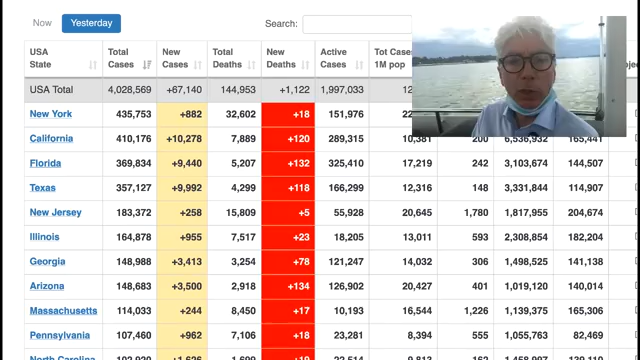 Now Yesterday Search:
USA State Total Cases New Cases Total Deaths New Deaths Active Cases Tot Cases 1M pop
USA Total 4,028,569 +67,140 144,953 +1,122 1,997,033 12
New York 435,753 +882 32,602 +18 151,976 22
California 410,176 +10,278 7,889 +120 289,315 10,381 200 6,536,932 165,441
Florida 369,834 +9,440 5,207 +132 325,410 17,219 242 3,103,674 144,507
Texas 357,127 +9,992 4,299 +118 166,299 12,316 148 3,331,844 114,907
New Jersey 183,372 +258 15,809 +5 55,928 20,645 1,780 1,817,955 204,674
Illinois 164,878 +955 7,517 +23 18,205 13,011 593 2,308,854 182,204
Georgia 148,988 +3,413 3,254 +78 121,247 14,032 306 1,498,525 141,138
Arizona 148,683 +3,500 2,918 +134 126,902 20,427 401 1,019,210 140,014
Massachusetts 114,033 +244 8,450 +17 10,193 16,544 1,226 1,139,375 165,306
Pennsylvania 107,460 +962 7,106 +18 23,281 8,394 555 1,055,763 82,469
North Carolina